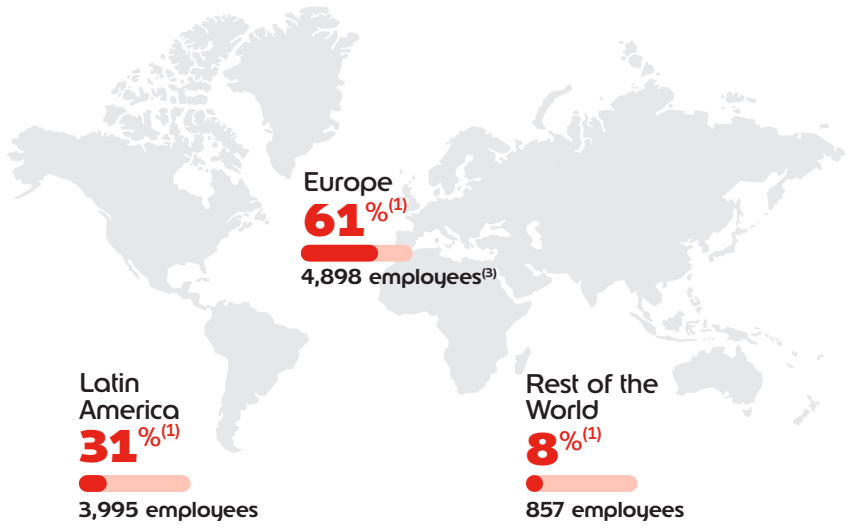 Europe
61%(1)
4,898 employees(3)
Latin
America
31%(1)
3,995 employees
Rest of the
World
8%(1)
857 employees